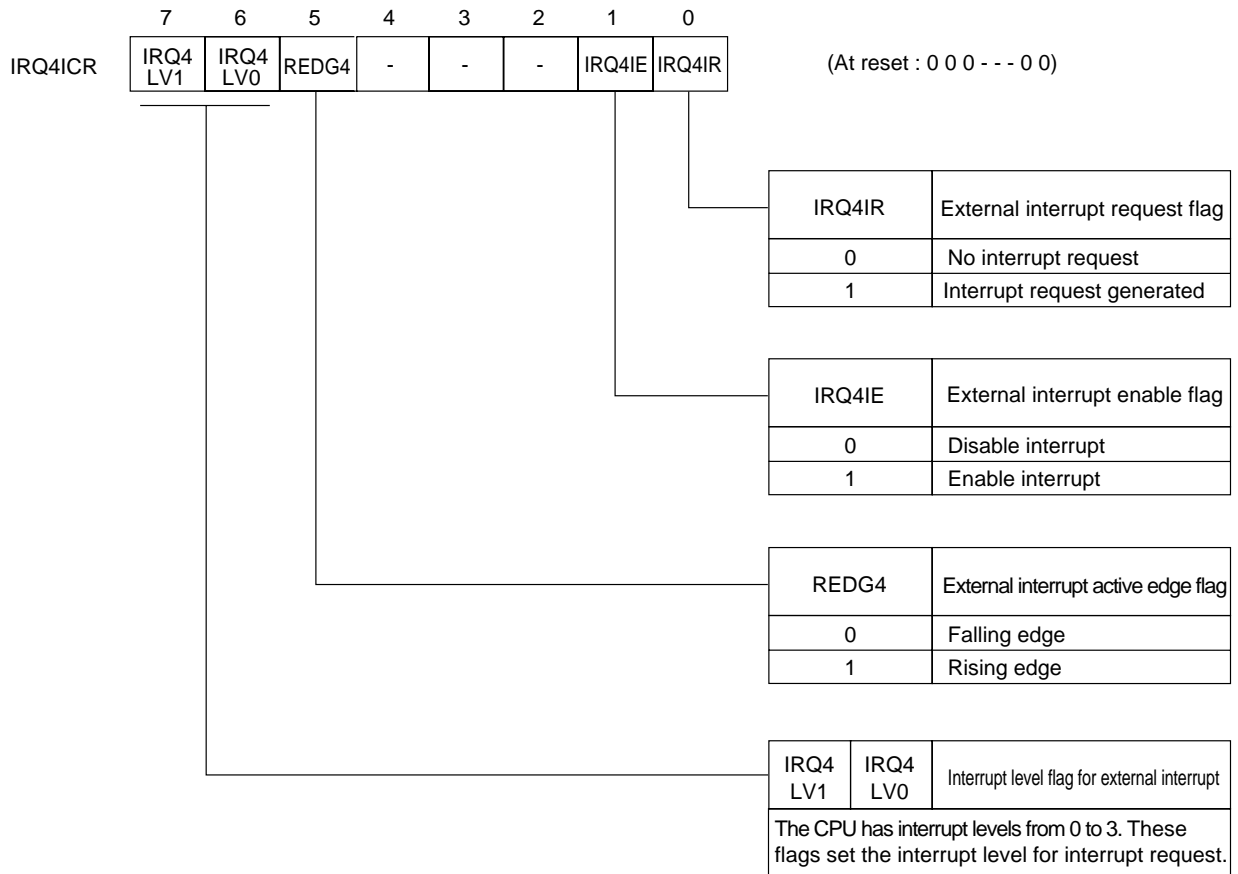 7 6 5 4 3 2 1 0
IRQ4ICR IRQ4 LV1 IRQ4 LV0 REDG4 - - - IRQ4IE IRQ4IR (At reset : 0 0 0 - - - 0 0)
IRQ4IR External interrupt request flag
0 No interrupt request
1 Interrupt request generated
IRQ4IE External interrupt enable flag
0 Disable interrupt
1 Enable interrupt
REDG4 External interrupt active edge flag
0 Falling edge
1 Rising edge
IRQ4 LV1 IRQ4 LV0 Interrupt level flag for external interrupt
The CPU has interrupt levels from 0 to 3. These
flags set the interrupt level for interrupt request.